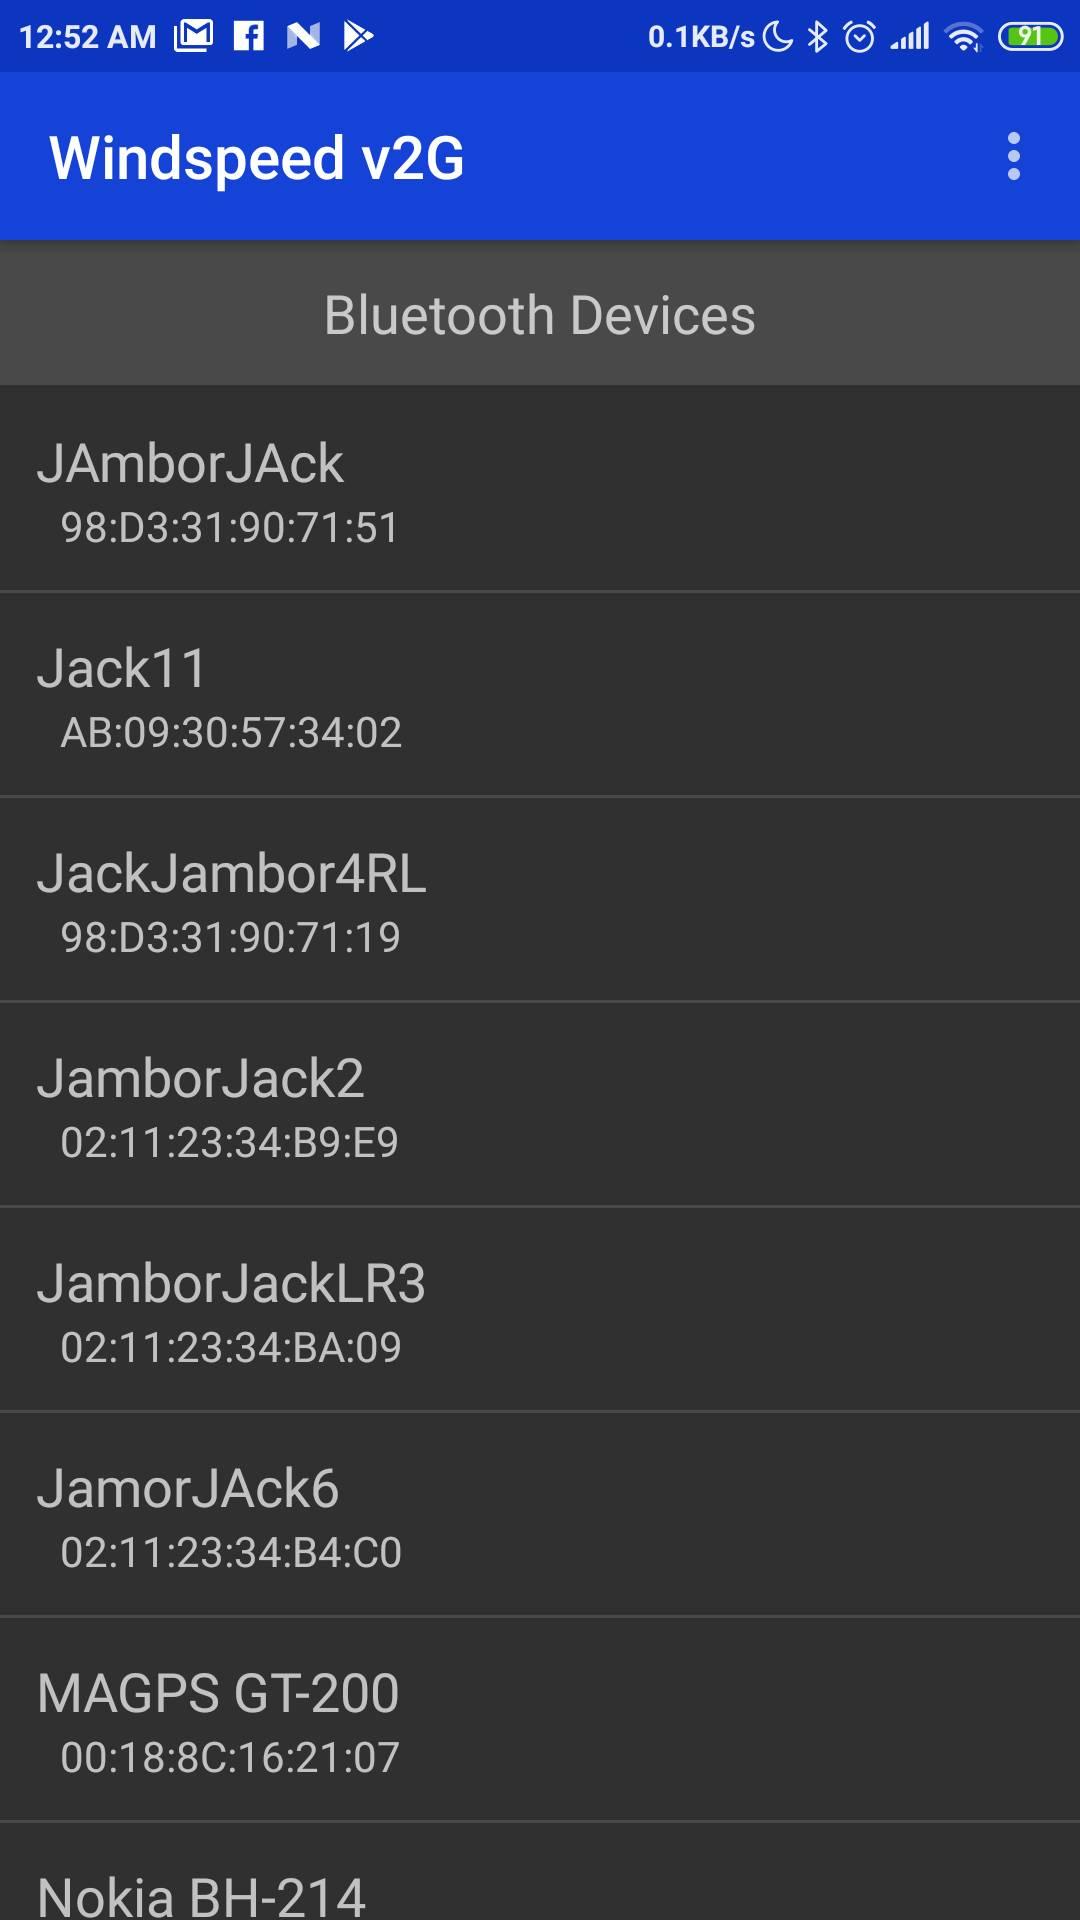 12:52 AM 0.1KB/s 91
Windspeed v2G
Bluetooth Devices
JAmborJAck
98:D3:31:90:71:51
Jack11
AB:09:30:57:34:02
JackJambor4RL
98:D3:31:90:71:19
JamborJack2
02:11:23:34:B9:E9
JamborJackLR3
02:11:23:34:BA:09
JamorJAck6
02:11:23:34:B4:C0
MAGPS GT-200
00:18:8C:16:21:07
Nokia BH-214